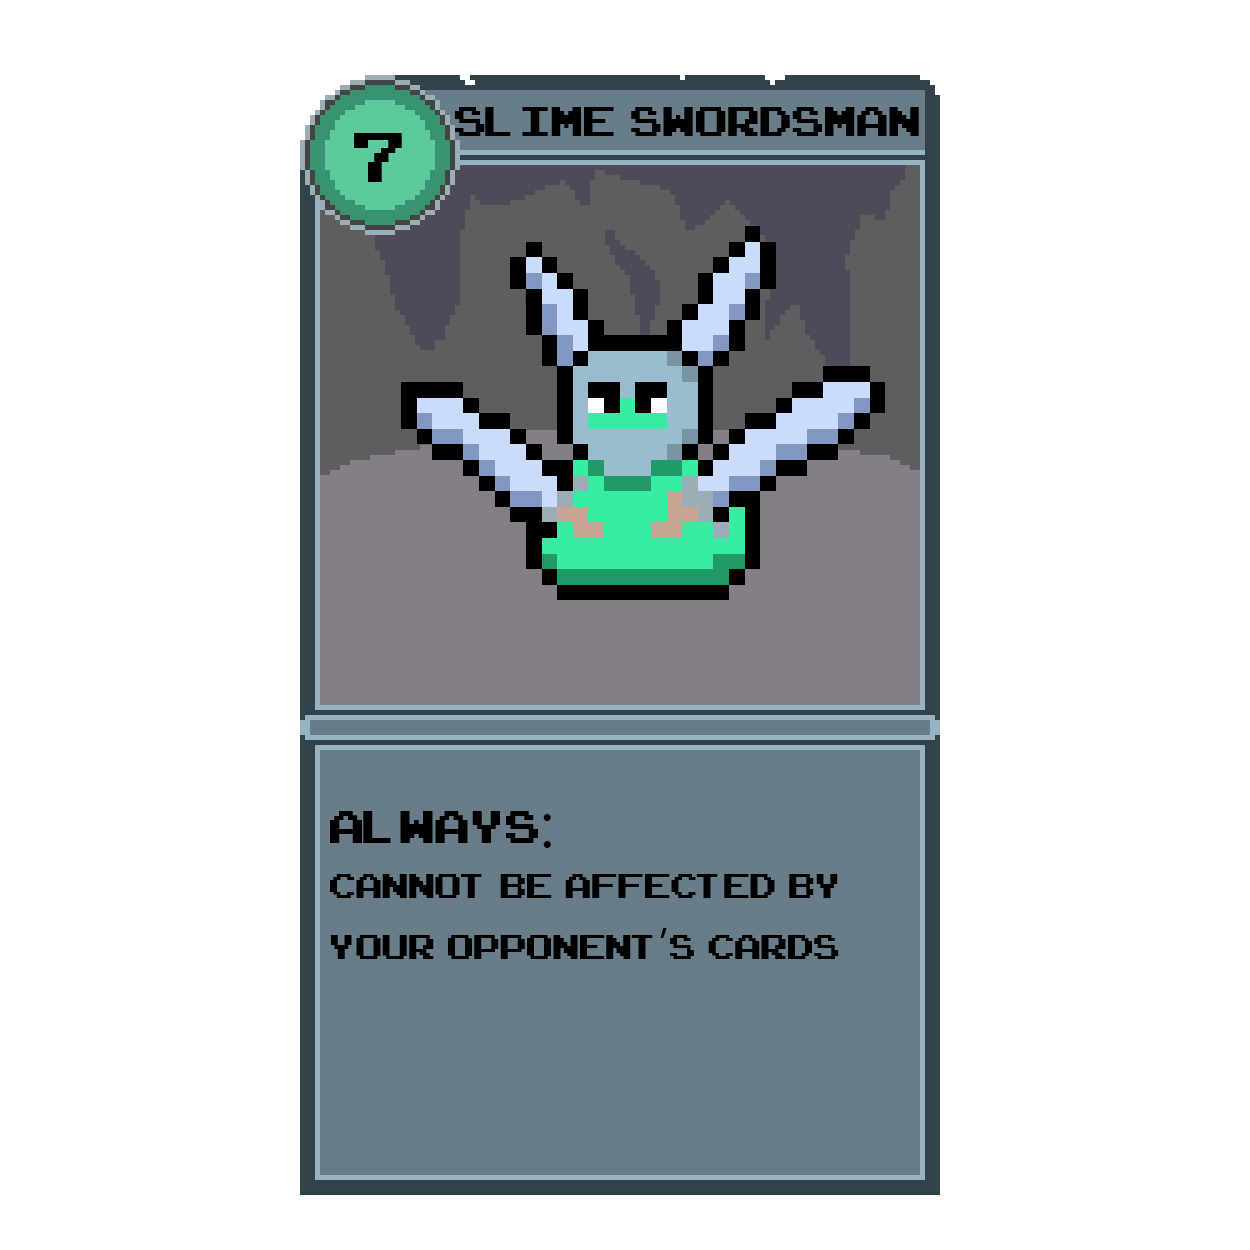 7
SLIME SWORDSMAN
ALWAYS:
CANNOT BE AFFECTED BY
YOUR OPPONENT'S CARDS